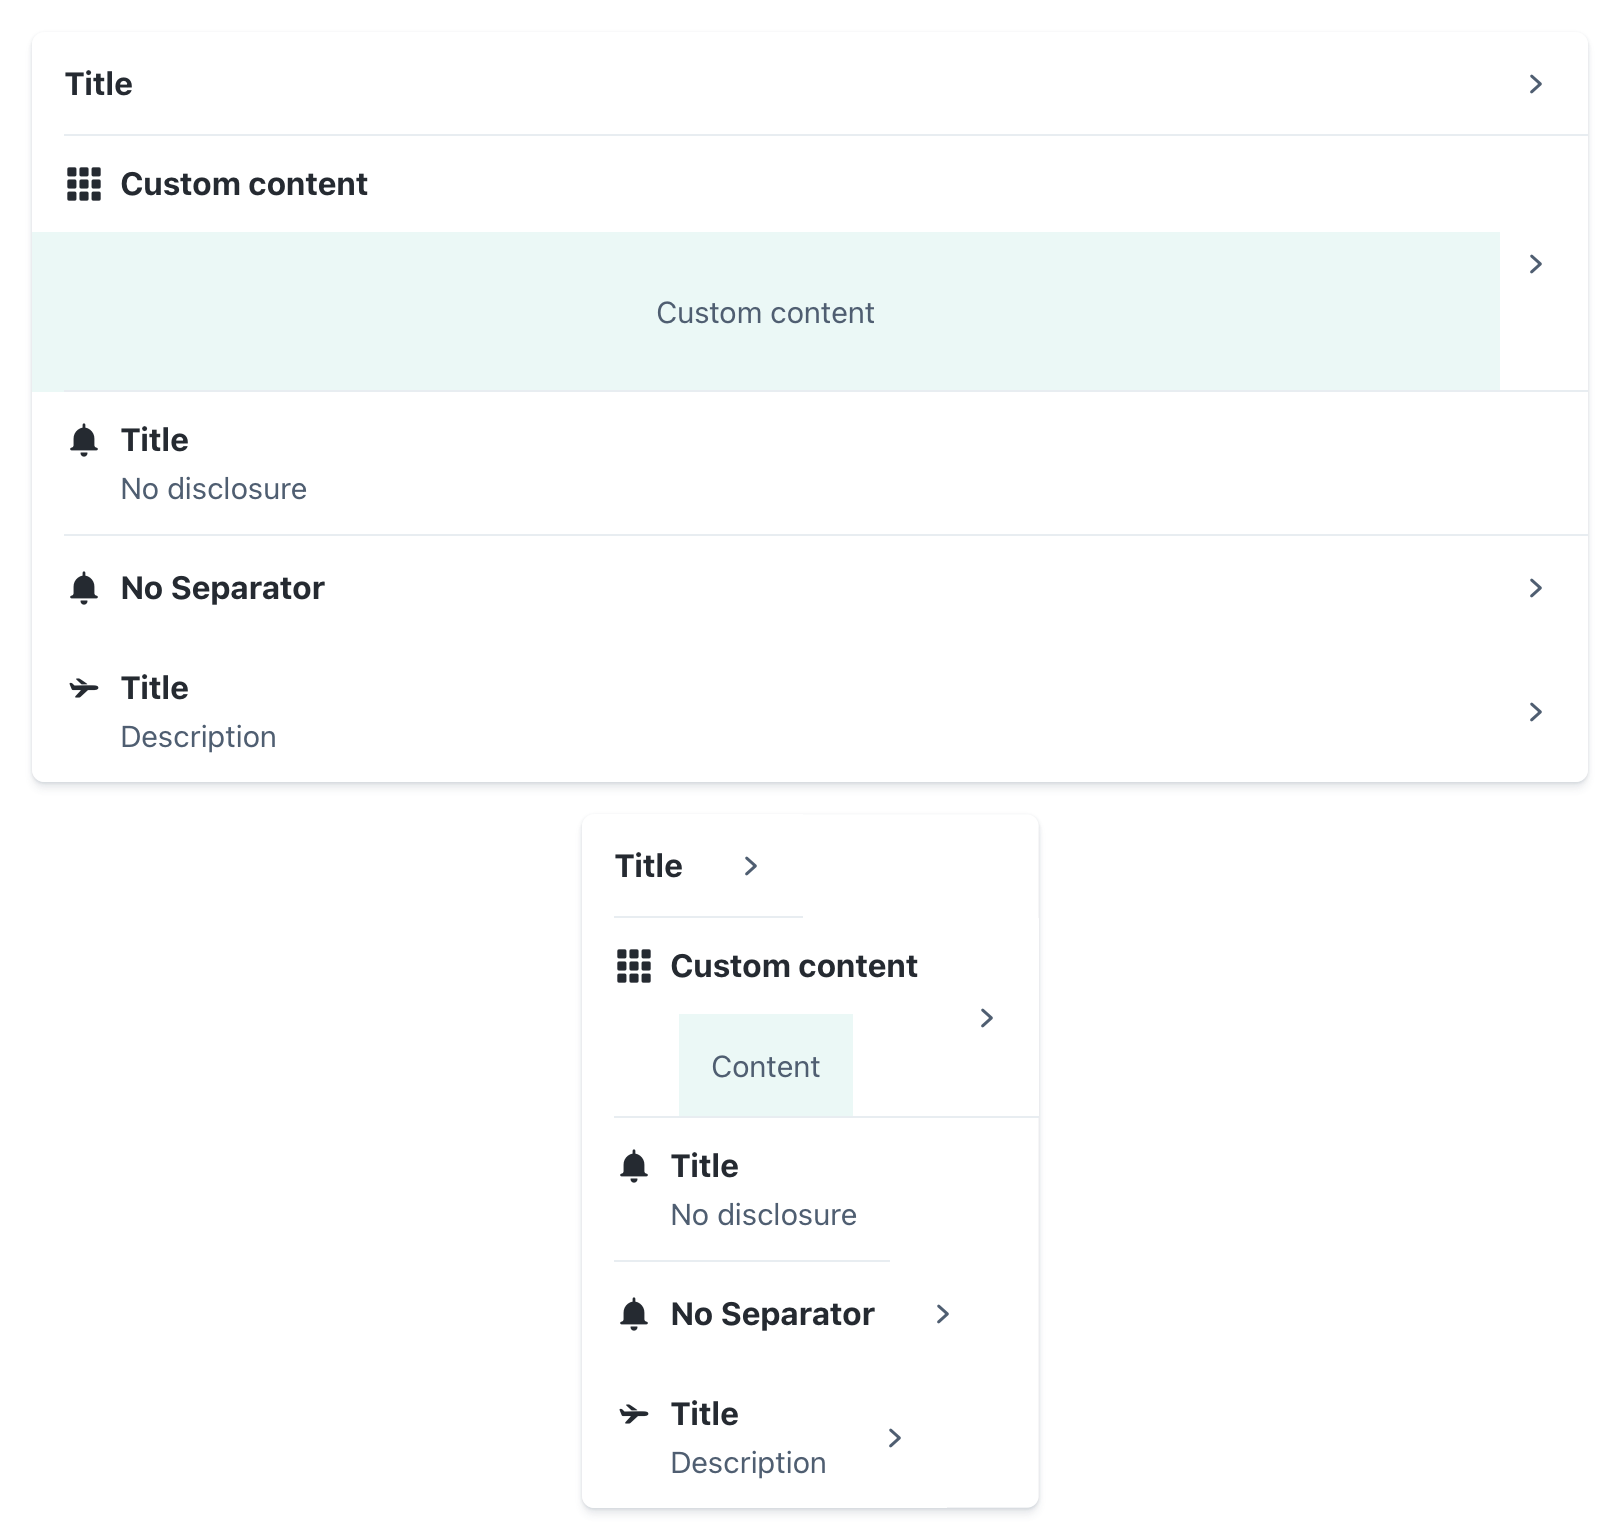 Title
Custom content
Custom content
Title
No disclosure
No Separator
Title
Description
Title
Custom content
Content
Title
No disclosure
No Separator
Title
Description